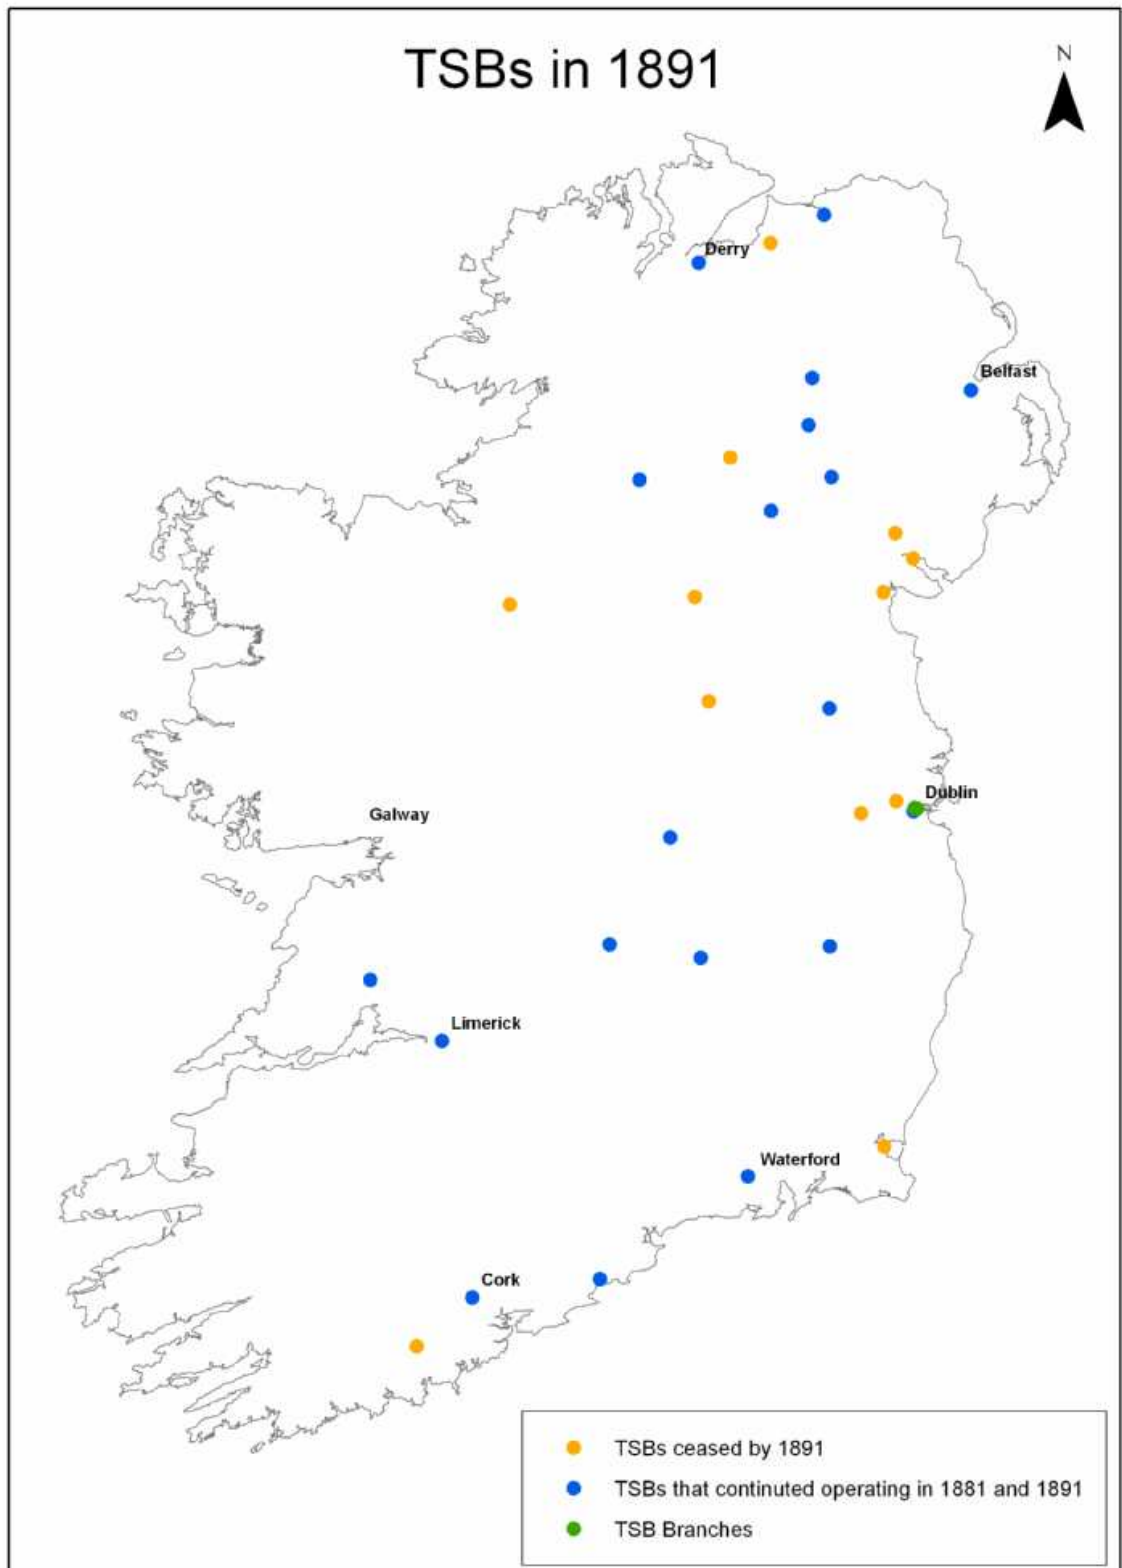 TSBs in 1891
N
Derry
Belfast
Dublin
Galway
Limerick
Waterford
Cork
TSBs ceased by 1891
TSBs that continuted operating in 1881 and 1891
TSB Branches